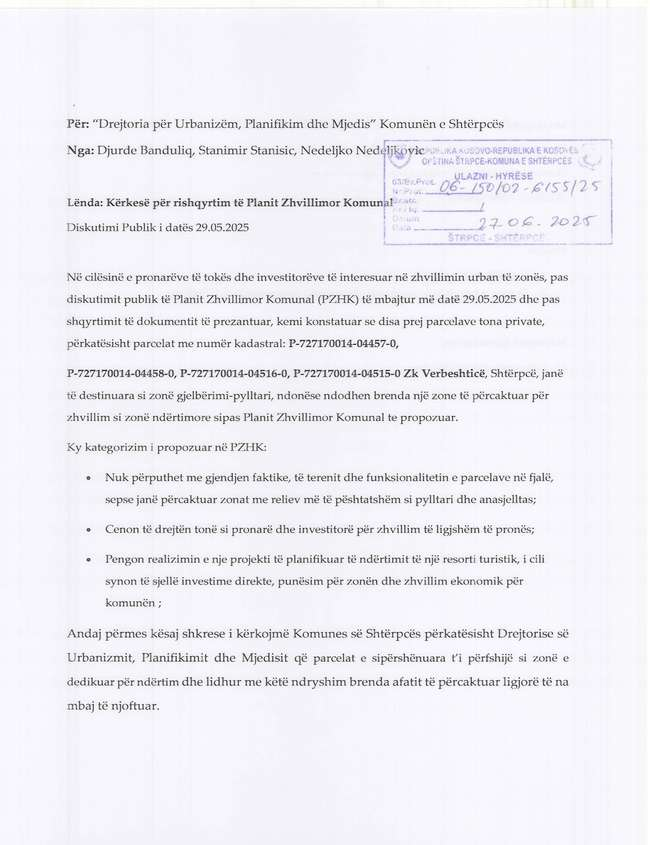 Për: “Drejtoria për Urbanizëm, Planifikim dhe Mjedis” Komunën e Shtërpcës
Nga: Djurde Banduliq, Stanimir Stanisic, Nedeljko Nedeljkovic
REPUBLIKA KOSOVO-REPUBLIKA E KOSOVËS
OPŠTINA ŠTRPCE-KOMUNA E SHTËRPCËS
ULAZNI - HYRËSE
06-150/02-6155/25
1
27.06.2025
ŠTRPCE - SHTËRPCË
Lënda: Kërkesë për rishqyrtim të Planit Zhvillimor Komunal
Diskutimi Publik i datës 29.05.2025
Në cilësinë e pronarëve të tokës dhe investitorëve të interesuar në zhvillimin urban të zonës, pas
diskutimit publik të Planit Zhvillimor Komunal (PZHK) të mbajtur më datë 29.05.2025 dhe pas
shqyrtimit të dokumentit të prezantuar, kemi konstatuar se disa prej parcelave tona private,
përkatësisht parcelat me numër kadastral: P-727170014-04457-0,
P-727170014-04458-0, P-727170014-04516-0, P-727170014-04515-0 Zk Verbeshticë, Shtërpcë, janë
të destinuara si zonë gjelbërimi-pylltari, ndonëse ndodhen brenda një zone të përcaktuar për
zhvillim si zonë ndërtimore sipas Planit Zhvillimor Komunal te propozuar.
Ky kategorizim i propozuar në PZHK:
• Nuk përputhet me gjendjen faktike, të terenit dhe funksionalitetin e parcelave në fjalë,
sepse janë përcaktuar zonat me reliev më të pështatshëm si pylltari dhe anasjelltas;
• Cenon të drejtën tonë si pronarë dhe investitorë për zhvillim të ligjshëm të pronës;
• Pengon realizimin e nje projekti të planifikuar të ndërtimit të një resorti turistik, i cili
synon të sjellë investime direkte, punësim për zonën dhe zhvillim ekonomik për
komunën ;
Andaj përmes kësaj shkrese i kërkojmë Komunes së Shtërpcës përkatësisht Drejtorise së
Urbanizmit, Planifikimit dhe Mjedisit që parcelat e sipërshënuara t’i përfshijë si zonë e
dedikuar për ndërtim dhe lidhur me këtë ndryshim brenda afatit të përcaktuar ligjorë të na
mbaj të njoftuar.